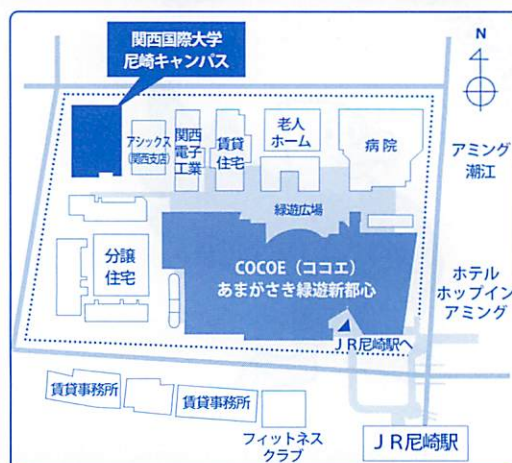 関西国際大学
尼崎キャンパス
N
アシックス
(関西支店)
関西
電子
工業
賃貸
住宅
老人
ホーム
病院
アミング
潮江
緑遊広場
分譲
住宅
COCOE（ココエ）
あまがさき緑遊新都心
ホテル
ホップイン
アミング
ＪＲ尼崎駅へ
賃貸事務所
賃貸事務所
フィットネス
クラブ
ＪＲ尼崎駅